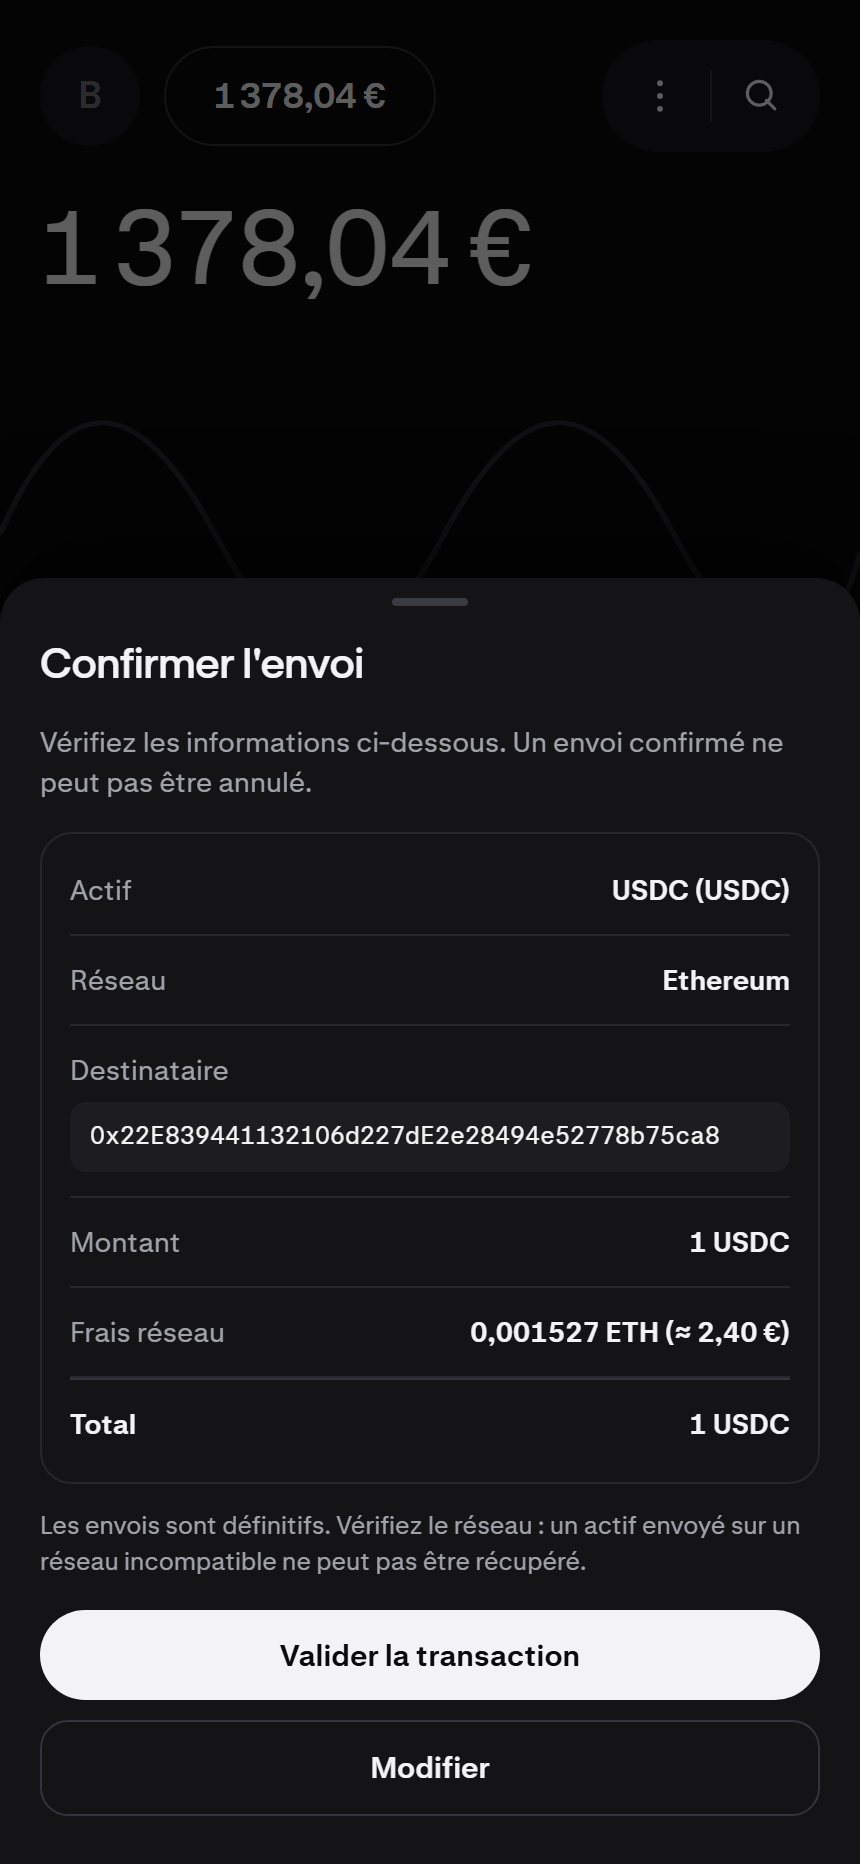 B
1 378,04 €
1 378,04 €
Confirmer l'envoi
Vérifiez les informations ci-dessous. Un envoi confirmé ne
peut pas être annulé.
Actif USDC (USDC)
Réseau Ethereum
Destinataire
0x22E839441132106d227dE2e28494e52778b75ca8
Montant 1 USDC
Frais réseau 0,001527 ETH (≈ 2,40 €)
Total 1 USDC
Les envois sont définitifs. Vérifiez le réseau : un actif envoyé sur un
réseau incompatible ne peut pas être récupéré.
Valider la transaction
Modifier